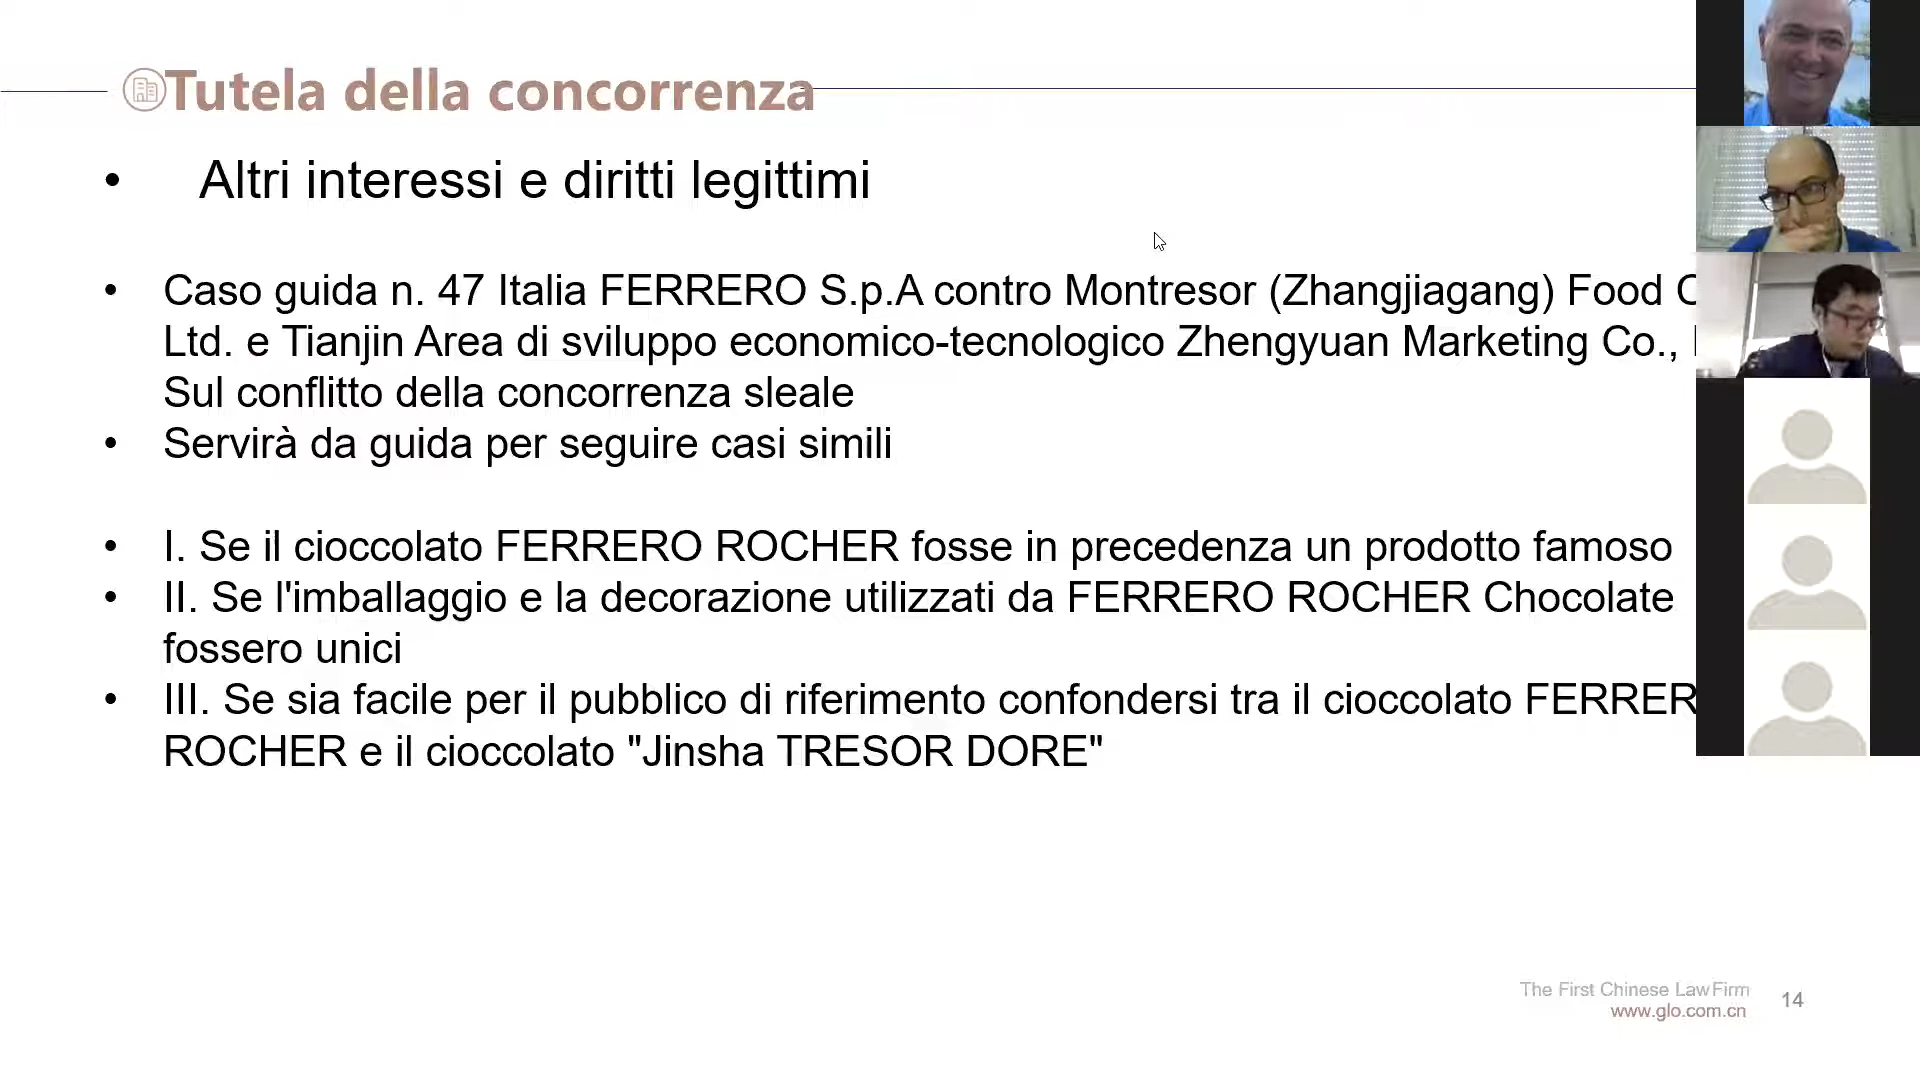 Tutela della concorrenza
• Altri interessi e diritti legittimi
• Caso guida n. 47 Italia FERRERO S.p.A contro Montresor (Zhangjiagang) Food
Ltd. e Tianjin Area di sviluppo economico-tecnologico Zhengyuan Marketing Co.,
Sul conflitto della concorrenza sleale
• Servirà da guida per seguire casi simili
• I. Se il cioccolato FERRERO ROCHER fosse in precedenza un prodotto famoso
• II. Se l'imballaggio e la decorazione utilizzati da FERRERO ROCHER Chocolate
fossero unici
• III. Se sia facile per il pubblico di riferimento confondersi tra il cioccolato FERRER
ROCHER e il cioccolato "Jinsha TRESOR DORE"
The First Chinese Law Firm
www.glo.com.cn
14